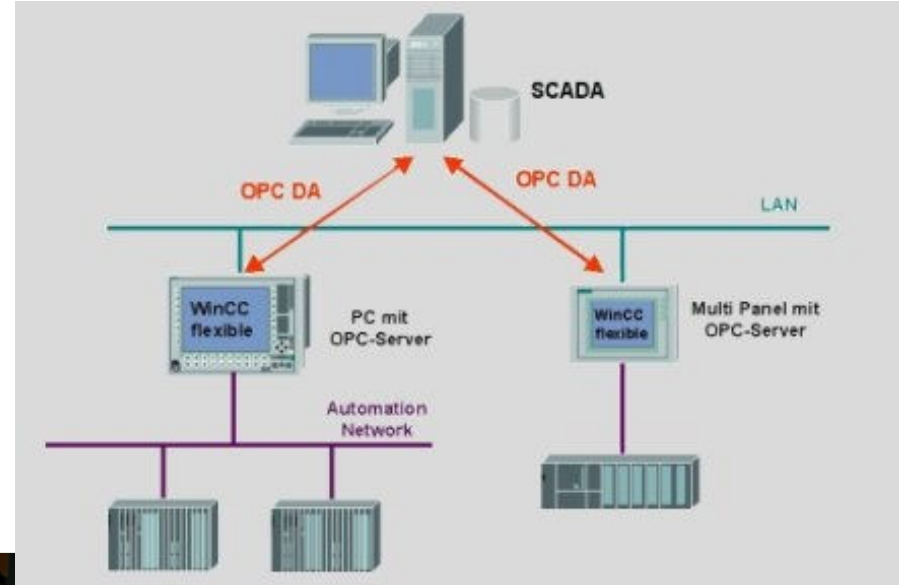 SCADA
OPC DA
OPC DA
LAN
WinCC
flexible
PC mit
OPC-Server
WinCC
flexible
Multi Panel mit
OPC-Server
Automation
Network